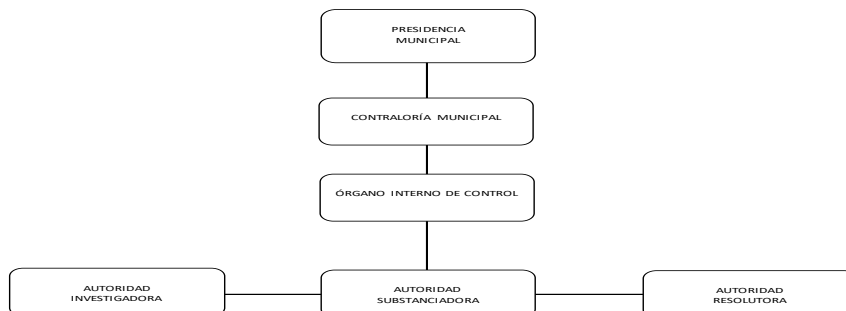 PRESIDENCIA
MUNICIPAL
CONTRALORÍA MUNICIPAL
ÓRGANO INTERNO DE CONTROL
AUTORIDAD
INVESTIGADORA
AUTORIDAD
SUBSTANCIADORA
AUTORIDAD
RESOLUTORA